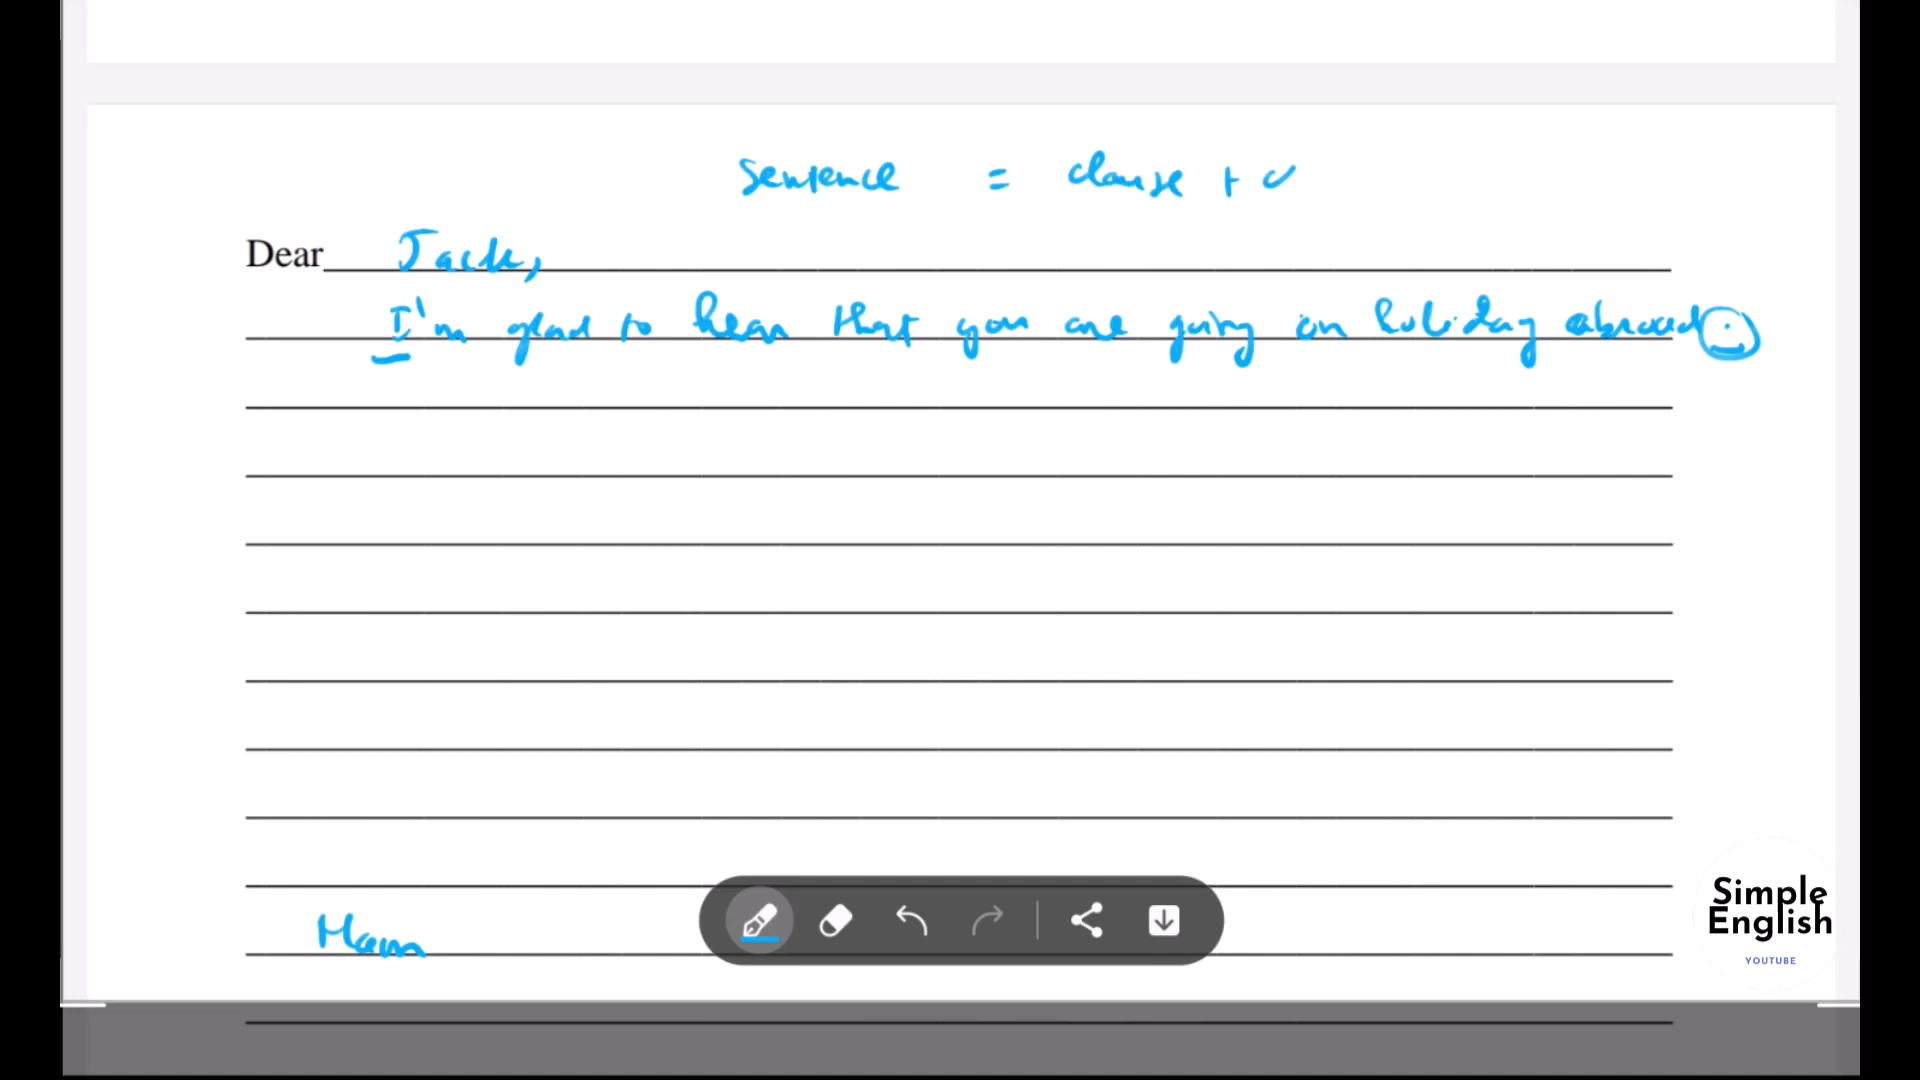 sentence = clause + c
Dear Jack,
I'm glad to hear that you are going on holiday abroad.
Simple
English
YOUTUBE